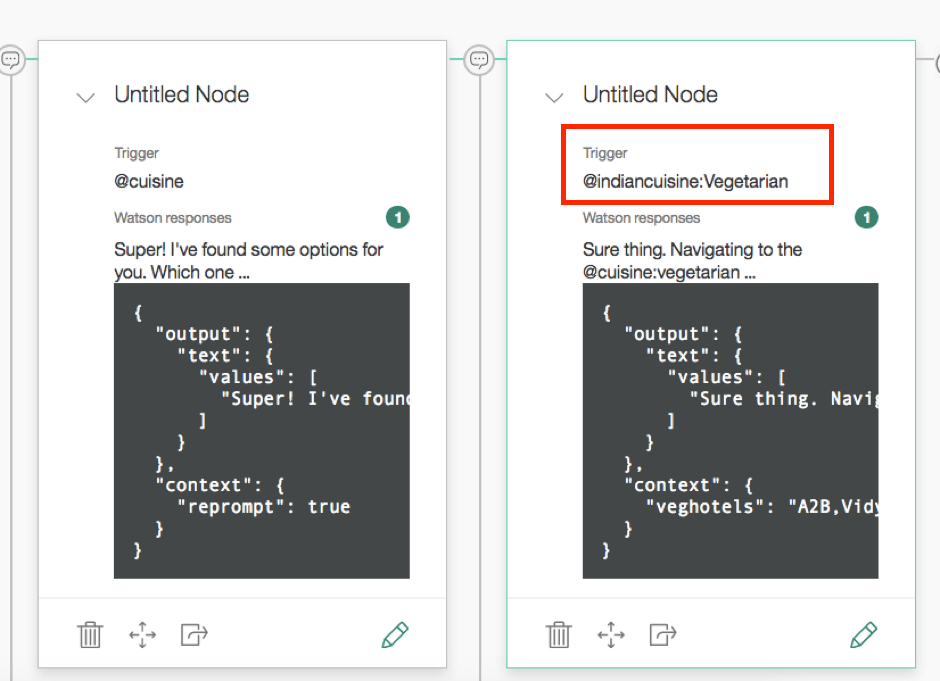 Untitled Node
Trigger
@cuisine
Watson responses
1
Super! I've found some options for
you. Which one ...
{
"output": {
"text": {
"values": [
"Super! I've foun
]
}
},
"context": {
"reprompt": true
}
}
Untitled Node
Trigger
@indiancuisine:Vegetarian
Watson responses
1
Sure thing. Navigating to the
@cuisine:vegetarian ...
{
"output": {
"text": {
"values": [
"Sure thing. Navig
]
}
},
"context": {
"veghotels": "A2B,Vidy
}
}